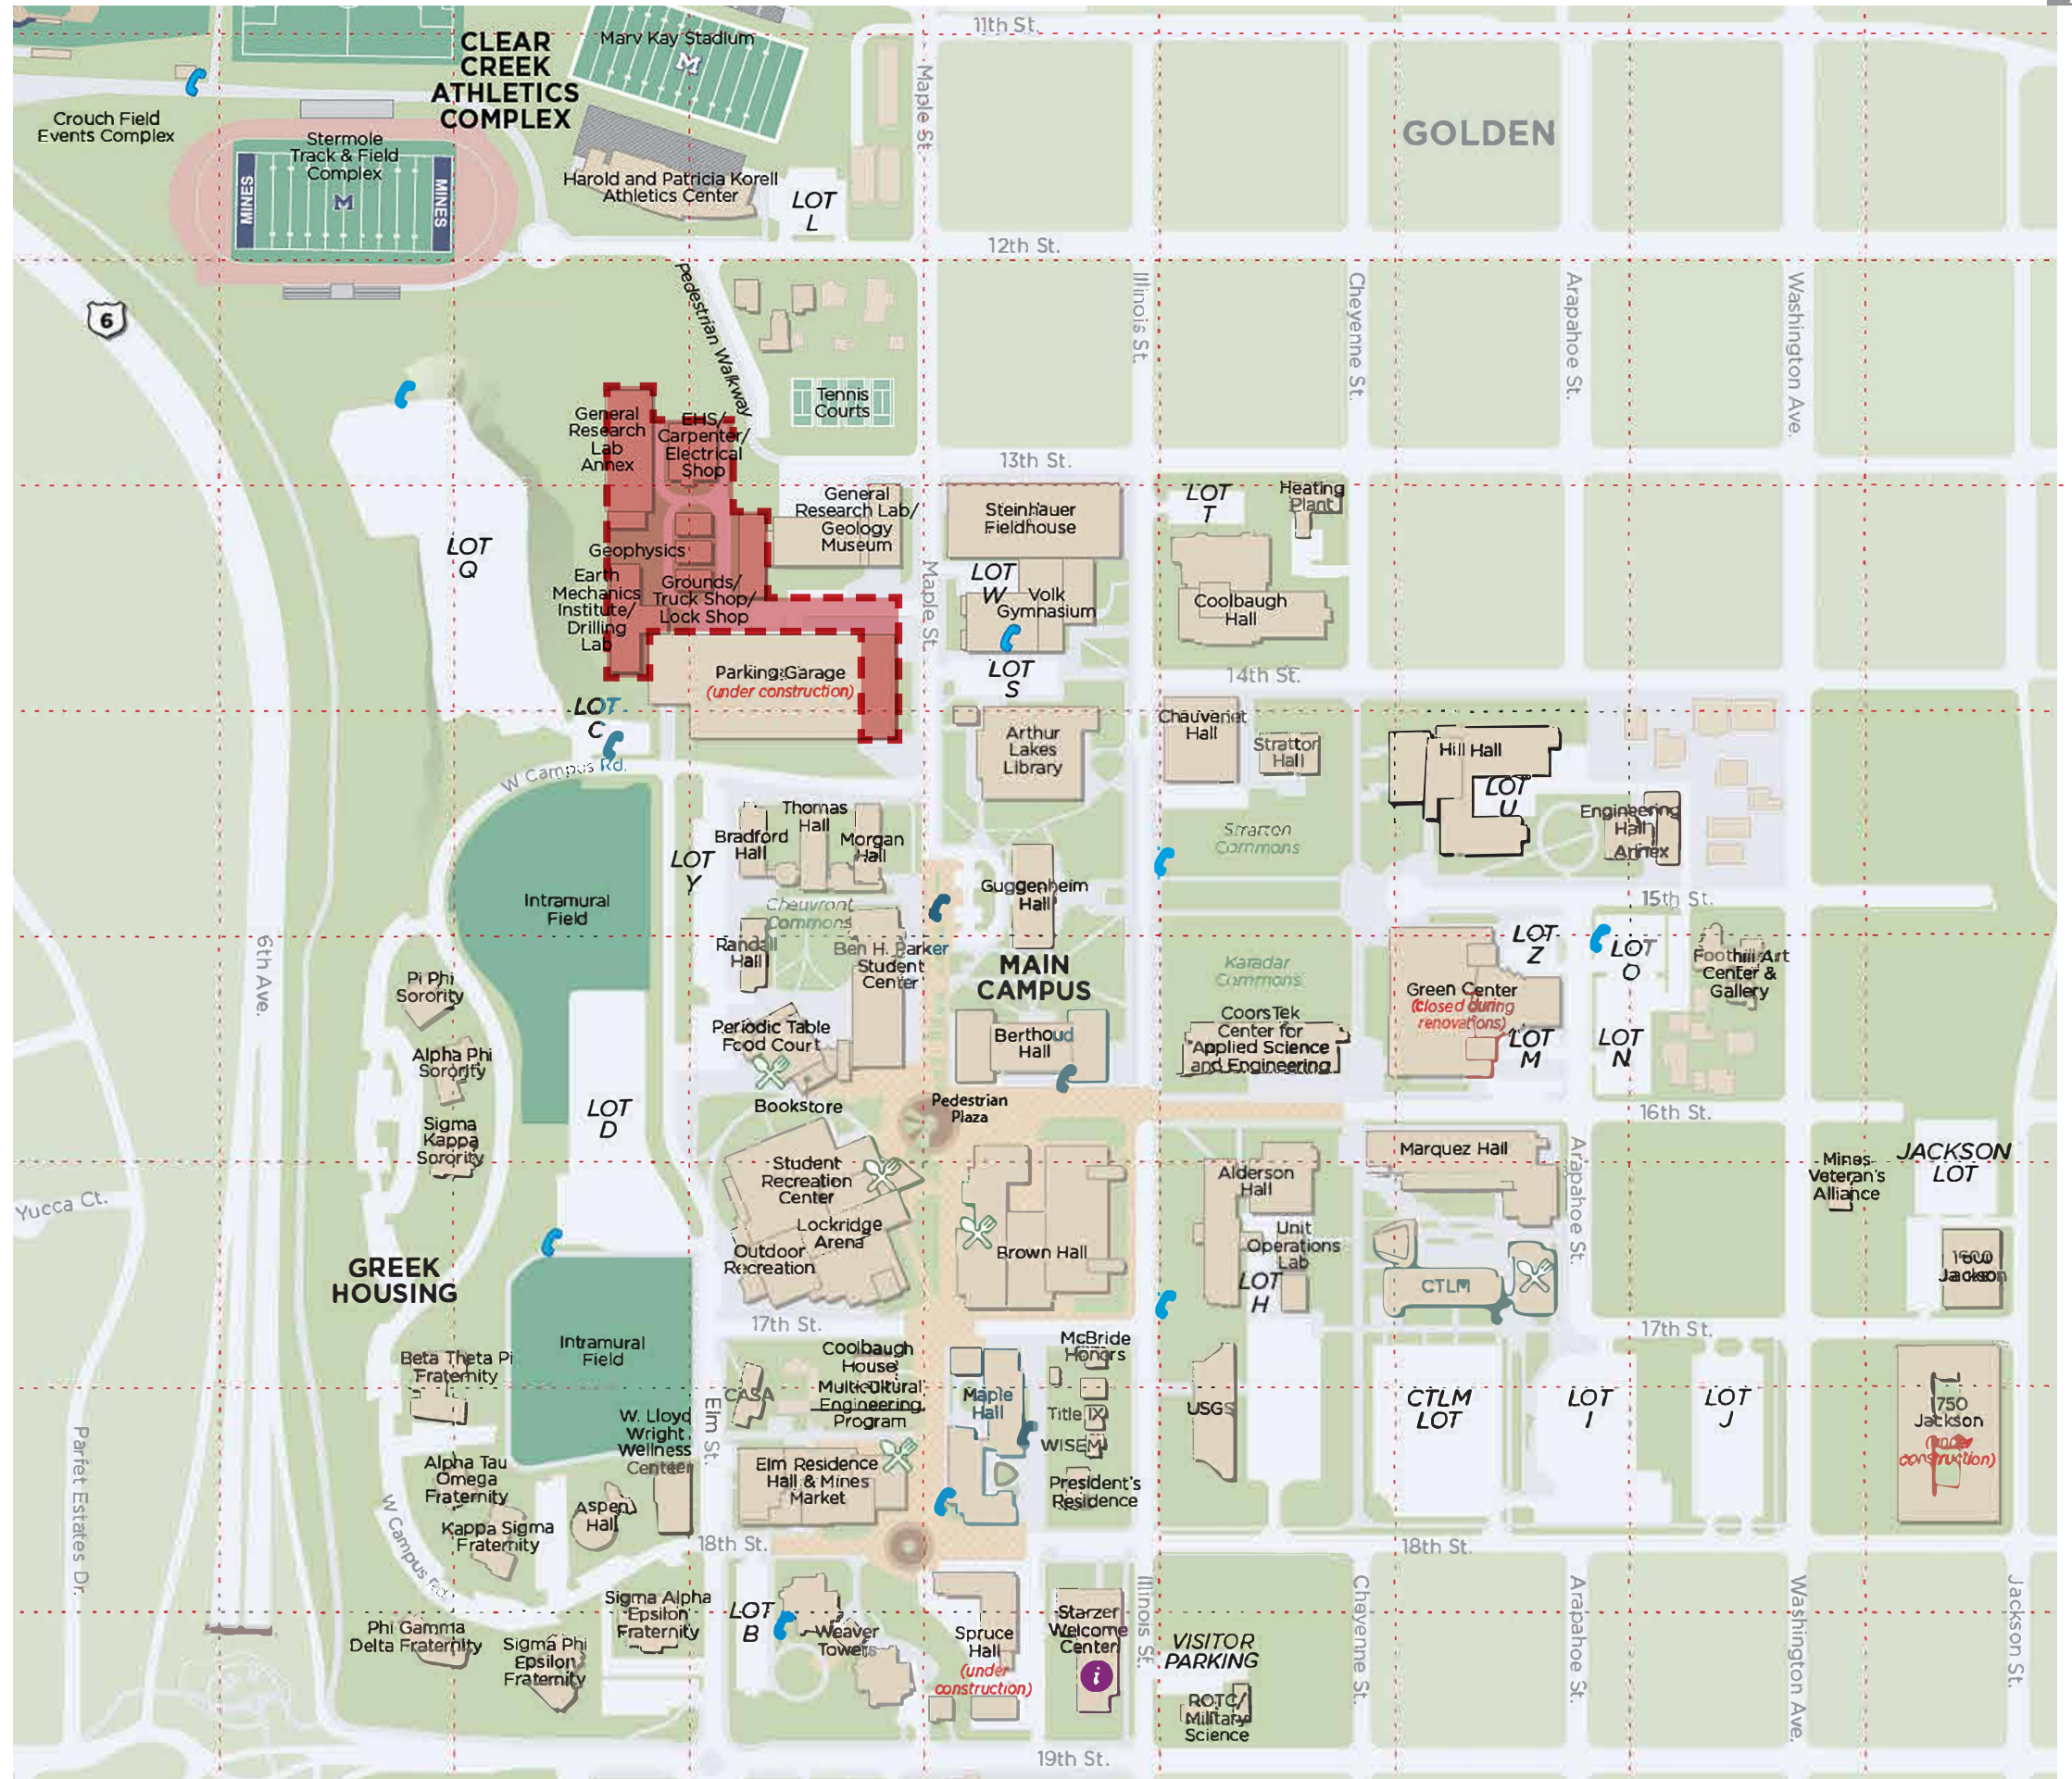 11th St.
CLEAR
CREEK
ATHLETICS
COMPLEX
Marv Kay Stadium
M
Maple St.
Crouch Field
Events Complex
Stermole
Track & Field
Complex
MINES
M
MINES
Harold and Patricia Korell
Athletics Center
LOT
L
GOLDEN
12th St.
6
Pedestrian Walkway
Illinois St.
Cheyenne St.
Arapahoe St.
Washington Ave.
Tennis
Courts
General
Research
Lab
Annex
EHS/
Carpenter/
Electrical
Shop
13th St.
General
Research Lab/
Geology
Museum
Steinhauer
Fieldhouse
LOT
T
Heating
Plant
LOT
Q
Geophysics
Earth
Mechanics
Institute/
Drilling
Lab
Grounds/
Truck Shop/
Lock Shop
Maple St.
LOT
W
Volk
Gymnasium
Coolbaugh
Hall
Parking Garage
(under construction)
LOT
S
14th St.
LOT
C
W Campus Rd.
Arthur
Lakes
Library
Chauvenet
Hall
Stratton
Hall
Hill Hall
LOT
U
Engineering
Hall
Annex
Thomas
Hall
Bradford
Hall
Morgan
Hall
LOT
Y
Stratton
Commons
Guggenheim
Hall
15th St.
Intramural
Field
Cheuvront
Commons
Randall
Hall
Ben H. Parker
Student
Center
MAIN
CAMPUS
Karadar
Commons
LOT
Z
LOT
O
Foothill Art
Center &
Gallery
6th Ave.
Pi Phi
Sorority
Green Center
(closed during
renovations)
Periodic Table
Food Court
Berthoud
Hall
CoorsTek
Center for
Applied Science
and Engineering
LOT
M
LOT
N
Alpha Phi
Sorority
Bookstore
Pedestrian
Plaza
16th St.
LOT
D
Sigma
Kappa
Sorority
Student
Recreation
Center
Lockridge
Arena
Outdoor
Recreation
Brown Hall
Alderson
Hall
Marquez Hall
Arapahoe St.
Mines
Veteran's
Alliance
JACKSON
LOT
Yucca Ct.
Unit
Operations
Lab
LOT
H
CTLM
1600
Jackson
GREEK
HOUSING
17th St.
17th St.
Intramural
Field
Beta Theta Pi
Fraternity
Coolbaugh
House
McBride
Honors
CASA
Multicultural
Engineering
Program
Maple
Hall
Title IX
WISEM
USGS
CTLM
LOT
LOT
I
LOT
J
750
Jackson
construction)
Elm St.
W. Lloyd
Wright
Wellness
Center
Parfet Estates Dr.
Alpha Tau
Omega
Fraternity
Elm Residence
Hall & Mines
Market
President's
Residence
Aspen
Hall
Kappa Sigma
Fraternity
W Campus Rd.
18th St.
18th St.
Sigma Alpha
Epsilon
Fraternity
LOT
B
Weaver
Towers
Spruce
Hall
(under
construction)
Starzer
Welcome
Center
i
Illinois St.
VISITOR
PARKING
ROTC/
Military
Science
Cheyenne St.
Arapahoe St.
Washington Ave.
Jackson St.
Phi Gamma
Delta Fraternity
Sigma Phi
Epsilon
Fraternity
19th St.